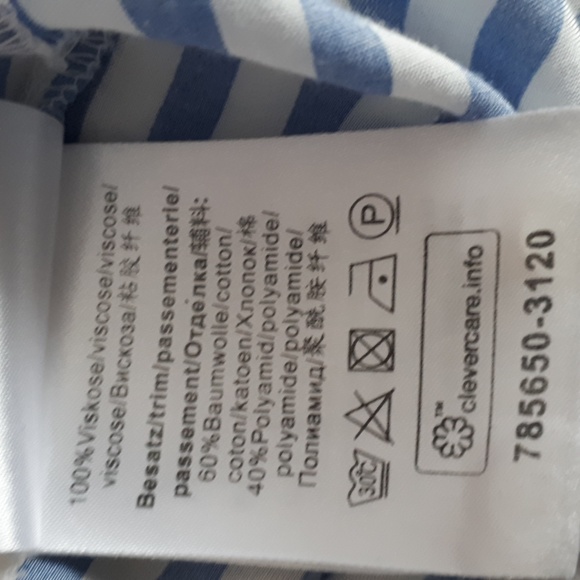 100%Viskose/viscose/viscose/
viscose/Вискоза/粘胶纤维
Besatz/trim/passementerie/
passement/Отделка/辅料:
60%Baumwolle/cotton/
coton/katoen/Хлопок/棉
40%Polyamid/polyamide/
polyamide/polyamide/
Полиамид/聚酰胺纤维
30°C P
clevercare.info
TM
785650-3120